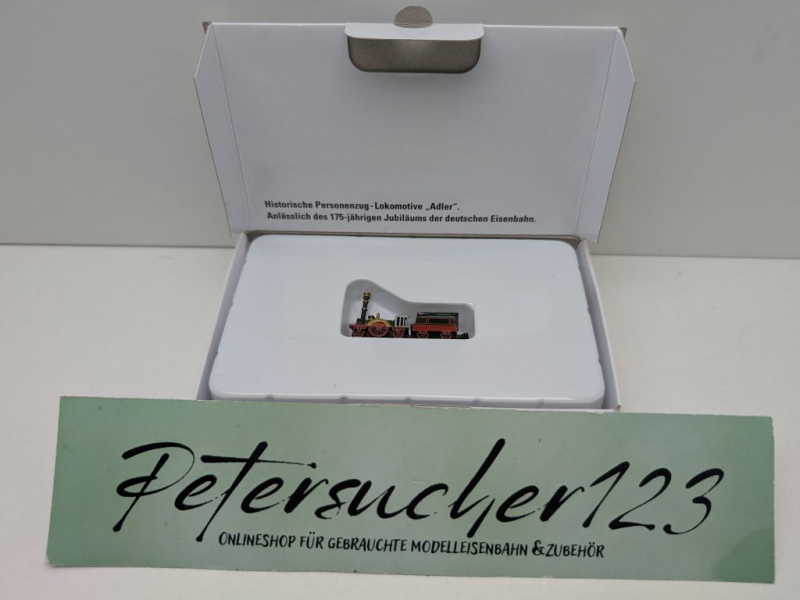 Historische Personenzug-Lokomotive „Adler“.
Anlässlich des 175-jährigen Jubiläums der deutschen Eisenbahn.
Petersucher123
ONLINESHOP FÜR GEBRAUCHTE MODELLEISENBAHN &ZUBEHÖR